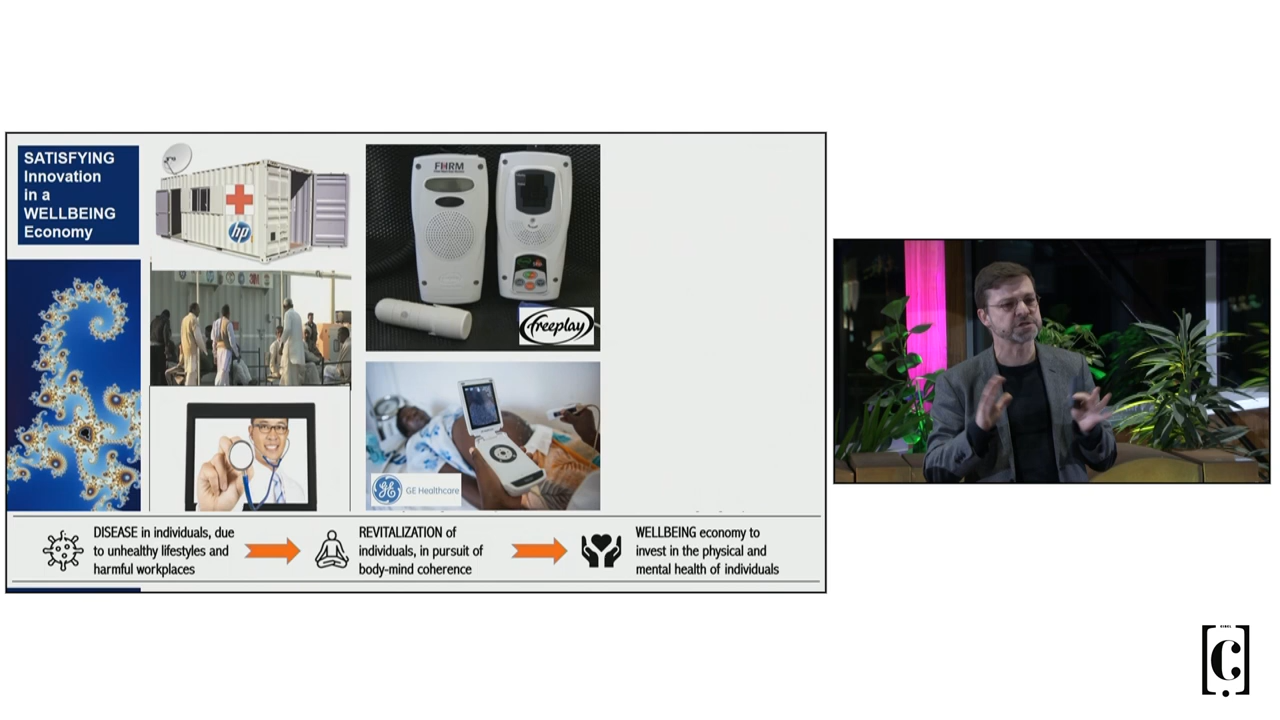 SATISFYING
Innovation
in a
WELLBEING
Economy
hp
FHRM
freeplay
GE Healthcare
DISEASE in individuals, due
to unhealthy lifestyles and
harmful workplaces
REVITALIZATION of
individuals, in pursuit of
body-mind coherence
WELLBEING economy to
invest in the physical and
mental health of individuals
[Ç]